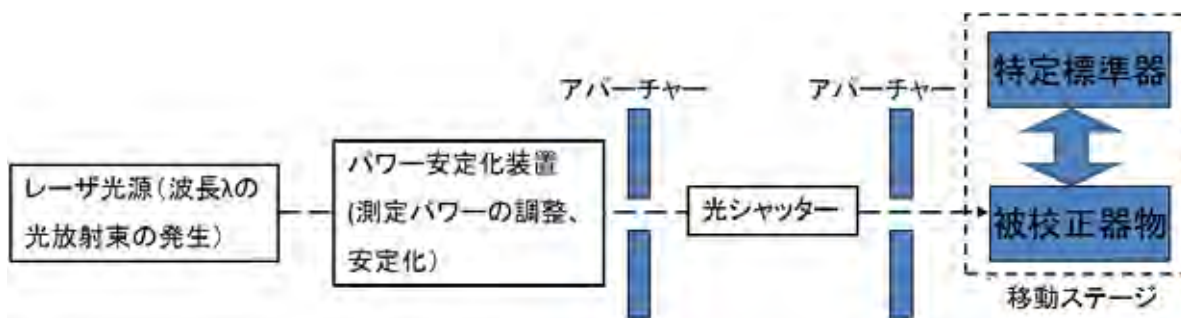 特定標準器
アパーチャー
アパーチャー
パワー安定化装置
(測定パワーの調整、
安定化)
レーザ光源(波長λの
光放射束の発生)
光シャッター
被校正器物
移動ステージ